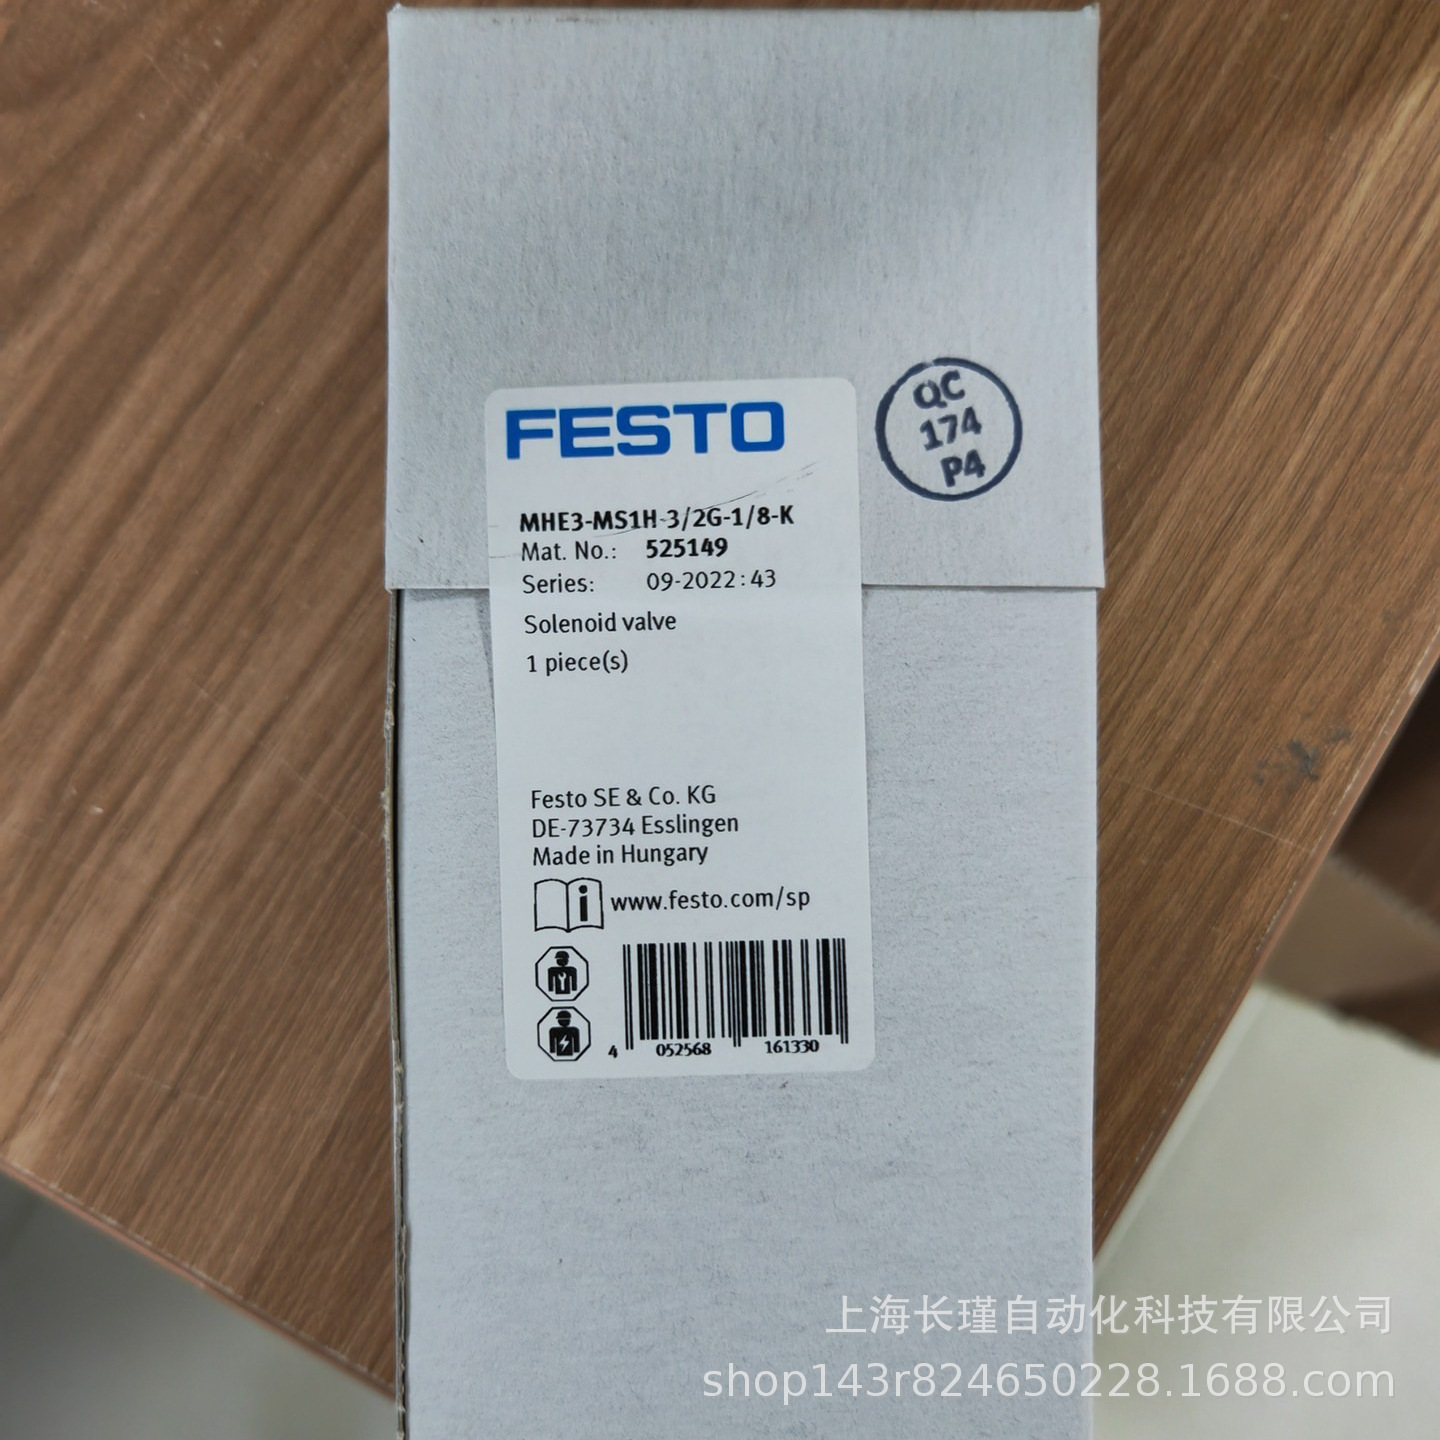 FESTO
QC
174
P4
MHE3-MS1H-3/2G-1/8-K
Mat. No.: 525149
Series: 09-2022:43
Solenoid valve
1 piece(s)
Festo SE & Co. KG
DE-73734 Esslingen
Made in Hungary
i www.festo.com/sp
4 052568 161330
上海长瑾自动化科技有限公司
shop143r824650228.1688.com